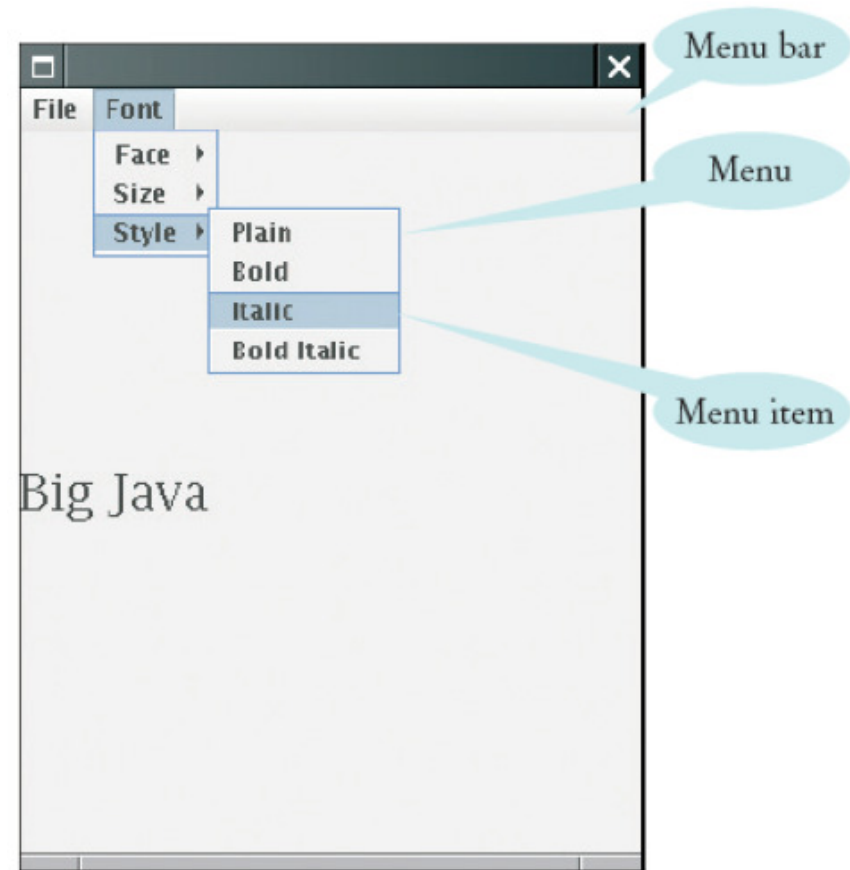 Menu bar
File Font
Face
Menu
Size
Style
Plain
Bold
Italic
Bold Italic
Menu item
Big Java